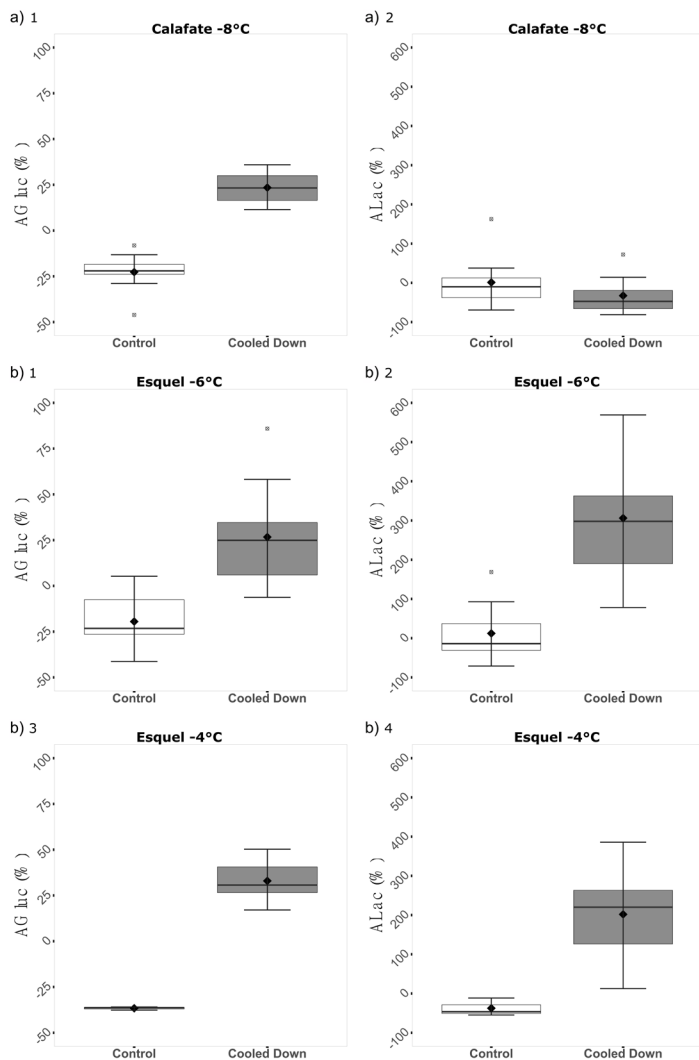 a) 1
Calafate -8°C
AG luc (% )
100
75
50
25
0
-25
-50
Control Cooled Down
a) 2
Calafate -8°C
ALac (% )
600
500
400
300
200
100
0
-100
Control Cooled Down
b) 1
Esquel -6°C
AG luc (% )
100
75
50
25
0
-25
-50
Control Cooled Down
b) 2
Esquel -6°C
ALac (% )
600
500
400
300
200
100
0
-100
Control Cooled Down
b) 3
Esquel -4°C
AG luc (% )
100
75
50
25
0
-25
-50
Control Cooled Down
b) 4
Esquel -4°C
ALac (% )
600
500
400
300
200
100
0
-100
Control Cooled Down